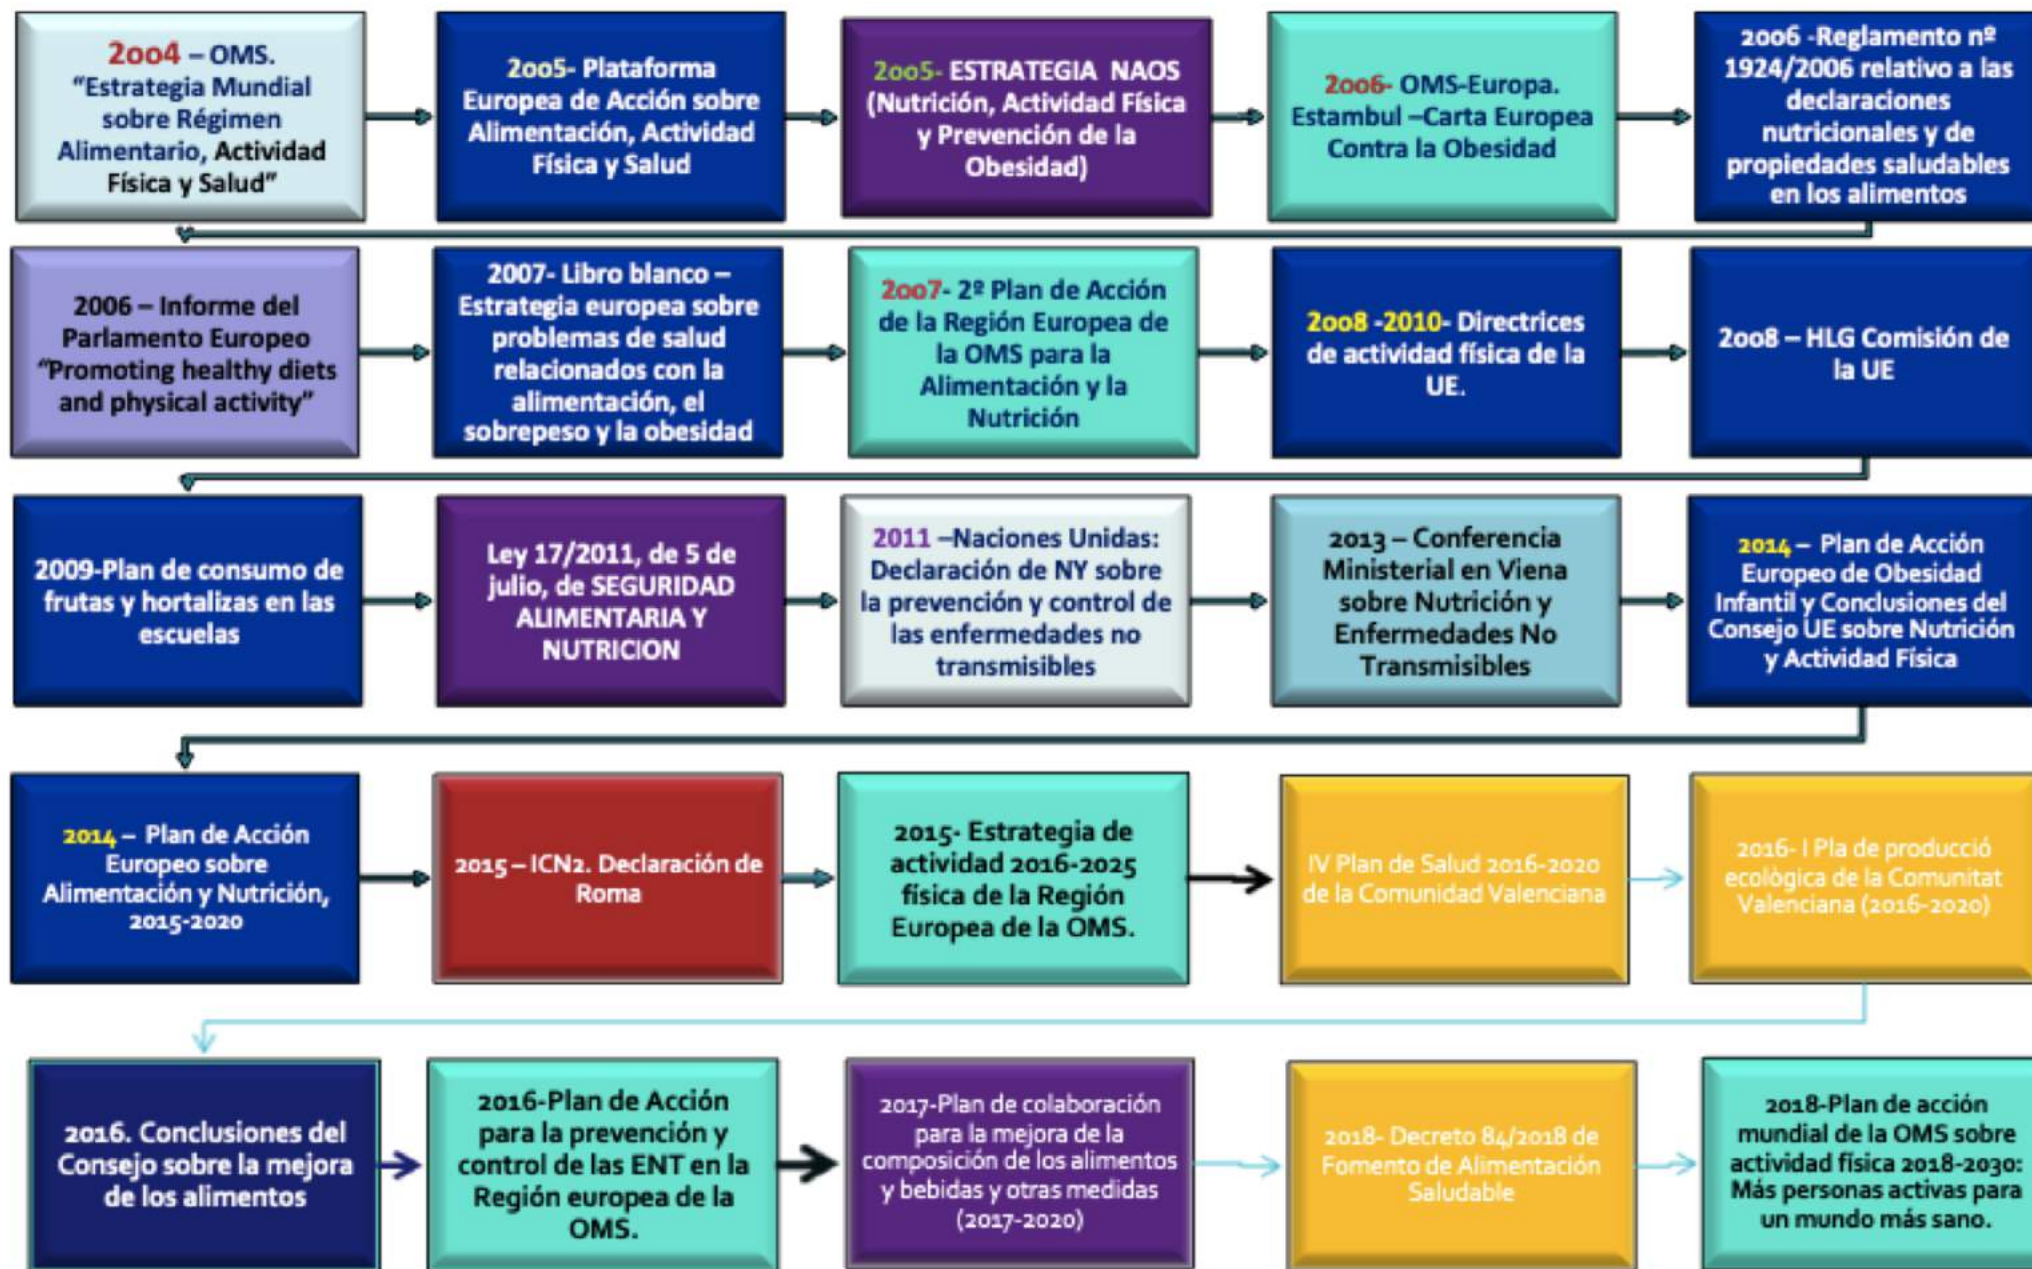 2004 – OMS.
“Estrategia Mundial
sobre Régimen
Alimentario, Actividad
Física y Salud”
2005- Plataforma
Europea de Acción sobre
Alimentación, Actividad
Física y Salud
2005- ESTRATEGIA NAOS
(Nutrición, Actividad Física
y Prevención de la
Obesidad)
2006- OMS-Europa.
Estambul –Carta Europea
Contra la Obesidad
2006 -Reglamento nº
1924/2006 relativo a las
declaraciones
nutricionales y de
propiedades saludables
en los alimentos
2006 – Informe del
Parlamento Europeo
“Promoting healthy diets
and physical activity”
2007- Libro blanco –
Estrategia europea sobre
problemas de salud
relacionados con la
alimentación, el
sobrepeso y la obesidad
2007- 2º Plan de Acción
de la Región Europea de
la OMS para la
Alimentación y la
Nutrición
2008 -2010- Directrices
de actividad física de la
UE.
2008 – HLG Comisión de
la UE
2009-Plan de consumo de
frutas y hortalizas en las
escuelas
Ley 17/2011, de 5 de
julio, de SEGURIDAD
ALIMENTARIA Y
NUTRICION
2011 –Naciones Unidas:
Declaración de NY sobre
la prevención y control de
las enfermedades no
transmisibles
2013 – Conferencia
Ministerial en Viena
sobre Nutrición y
Enfermedades No
Transmisibles
2014 – Plan de Acción
Europeo de Obesidad
Infantil y Conclusiones del
Consejo UE sobre Nutrición
y Actividad Física
2014 – Plan de Acción
Europeo sobre
Alimentación y Nutrición,
2015-2020
2015 – ICN2. Declaración de
Roma
2015- Estrategia de
actividad 2016-2025
física de la Región
Europea de la OMS.
IV Plan de Salud 2016-2020
de la Comunidad Valenciana
2016- I Pla de producció
ecològica de la Comunitat
Valenciana (2016-2020)
2016. Conclusiones del
Consejo sobre la mejora
de los alimentos
2016-Plan de Acción
para la prevención y
control de las ENT en la
Región europea de la
OMS.
2017-Plan de colaboración
para la mejora de la
composición de los alimentos
y bebidas y otras medidas
(2017-2020)
2018- Decreto 84/2018 de
Fomento de Alimentación
Saludable
2018-Plan de acción
mundial de la OMS sobre
actividad física 2018-2030:
Más personas activas para
un mundo más sano.